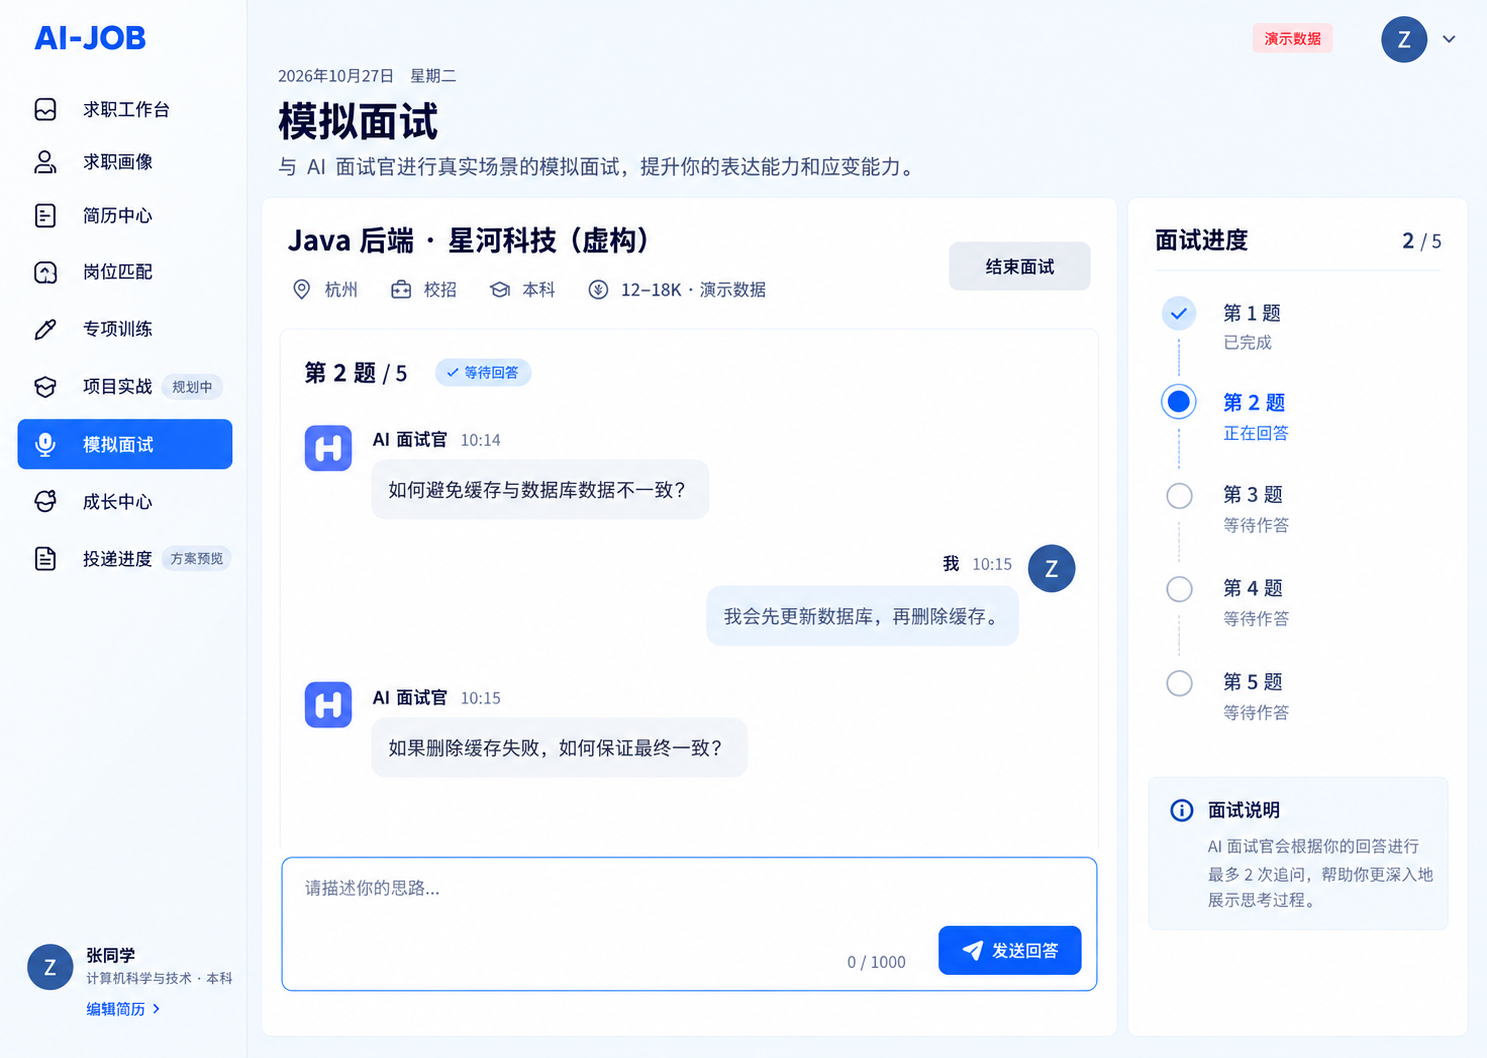 AI-JOB
求职工作台
求职画像
简历中心
岗位匹配
专项训练
项目实战 规划中
模拟面试
成长中心
投递进度 方案预览
Z
张同学
计算机科学与技术 · 本科
编辑简历
演示数据
Z
2026年10月27日 星期二
模拟面试
与 AI 面试官进行真实场景的模拟面试，提升你的表达能力和应变能力。
Java 后端 · 星河科技（虚构）
杭州 校招 本科 12–18K · 演示数据
结束面试
第 2 题 / 5 等待回答
AI 面试官 10:14
如何避免缓存与数据库数据不一致？
我 10:15
Z
我会先更新数据库，再删除缓存。
AI 面试官 10:15
如果删除缓存失败，如何保证最终一致？
请描述你的思路...
0 / 1000
发送回答
面试进度 2 / 5
第 1 题
已完成
第 2 题
正在回答
第 3 题
等待作答
第 4 题
等待作答
第 5 题
等待作答
面试说明
AI 面试官会根据你的回答进行
最多 2 次追问，帮助你更深入地
展示思考过程。